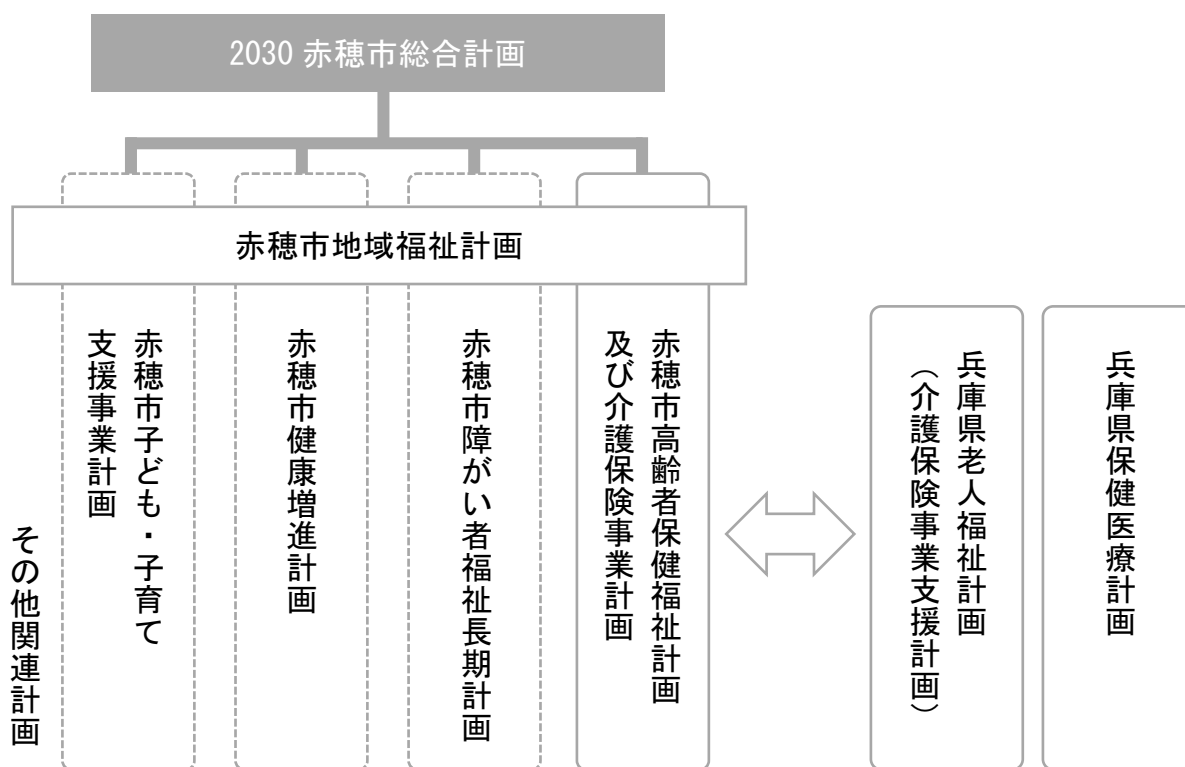 2030 赤穂市総合計画
赤穂市地域福祉計画
赤穂市子ども・子育て
支援事業計画
赤穂市健康増進計画
赤穂市障がい者福祉長期計画
赤穂市高齢者保健福祉計画
及び介護保険事業計画
兵庫県老人福祉計画
（介護保険事業支援計画）
兵庫県保健医療計画
その他関連計画